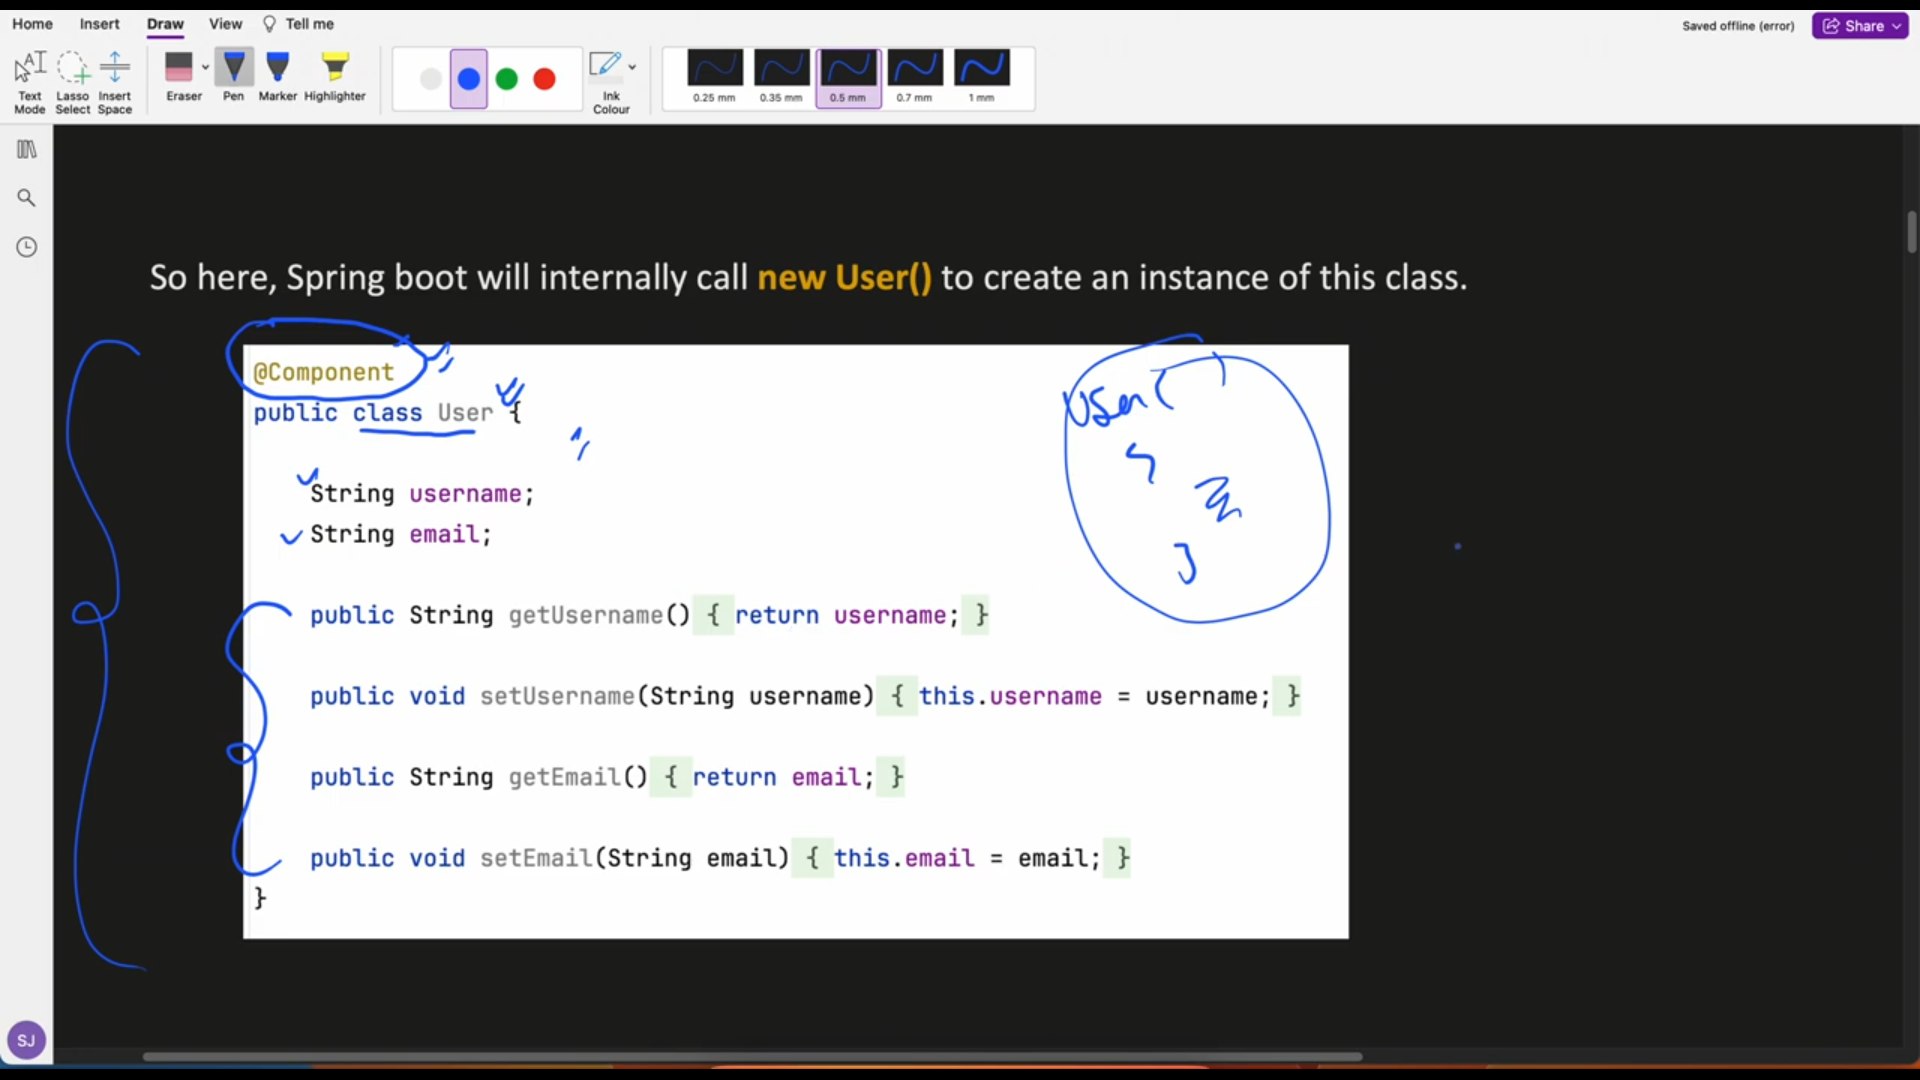 Home Insert Draw View Tell me
Saved offline (error) Share
Text Mode
Lasso Select
Insert Space
Eraser Pen Marker Highlighter
Ink Colour
0.25 mm 0.35 mm 0.5 mm 0.7 mm 1 mm
So here, Spring boot will internally call new User() to create an instance of this class.
@Component
public class User {
String username;
String email;
public String getUsername() { return username; }
public void setUsername(String username) { this.username = username; }
public String getEmail() { return email; }
public void setEmail(String email) { this.email = email; }
}
User( )
{
}
SJ